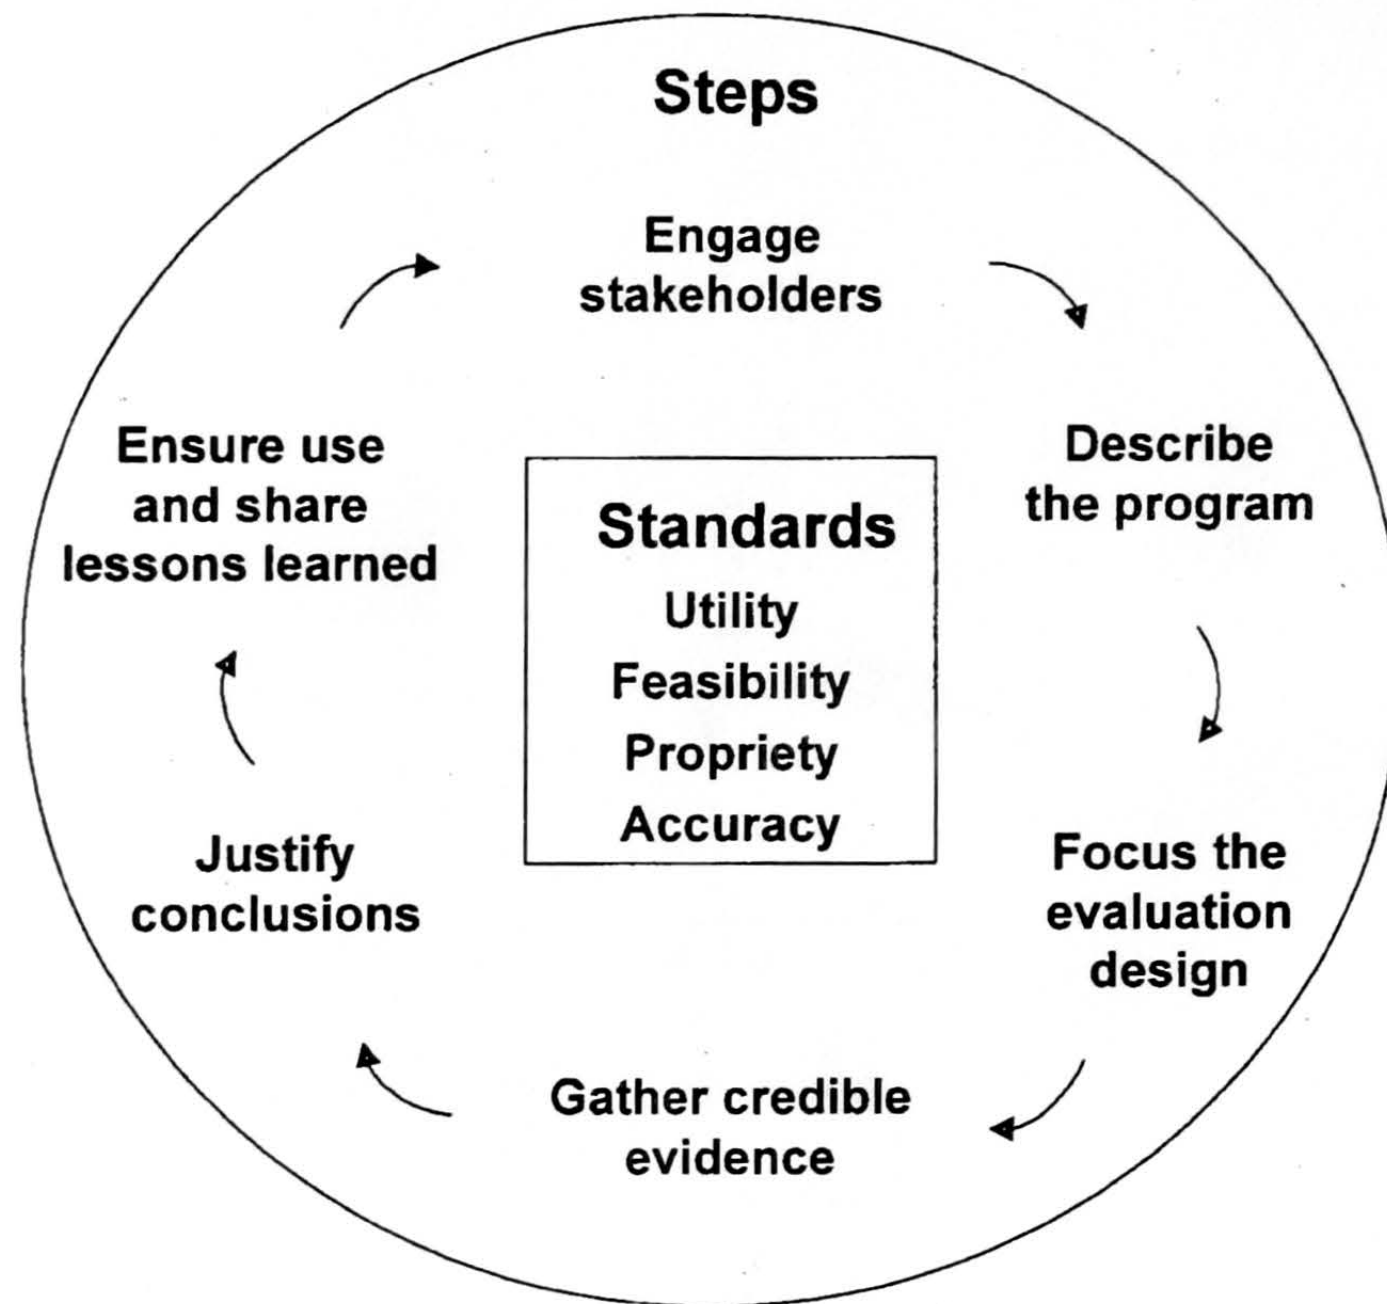 Steps
Engage
stakeholders
Describe
the program
Focus the
evaluation
design
Gather credible
evidence
Justify
conclusions
Ensure use
and share
lessons learned
Standards
Utility
Feasibility
Propriety
Accuracy